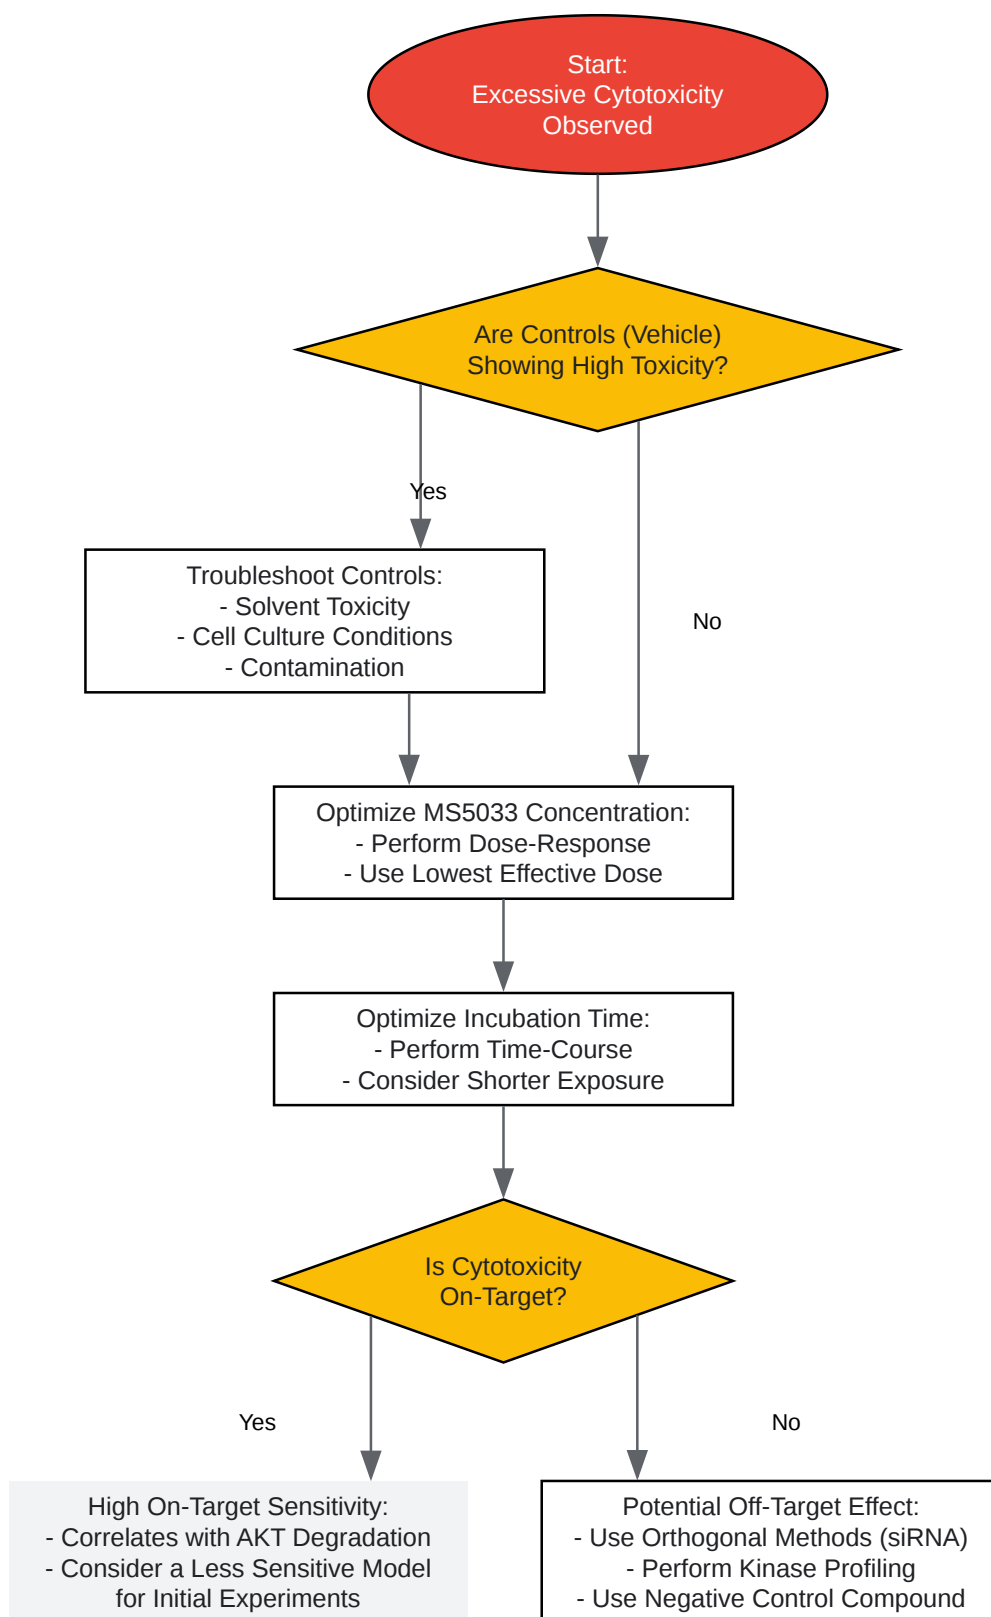 Start:
Excessive Cytotoxicity
Observed
Are Controls (Vehicle)
Showing High Toxicity?
Yes
No
Troubleshoot Controls:
- Solvent Toxicity
- Cell Culture Conditions
- Contamination
Optimize MS5033 Concentration:
- Perform Dose-Response
- Use Lowest Effective Dose
Optimize Incubation Time:
- Perform Time-Course
- Consider Shorter Exposure
Is Cytotoxicity
On-Target?
Yes
No
High On-Target Sensitivity:
- Correlates with AKT Degradation
- Consider a Less Sensitive Model
for Initial Experiments
Potential Off-Target Effect:
- Use Orthogonal Methods (siRNA)
- Perform Kinase Profiling
- Use Negative Control Compound